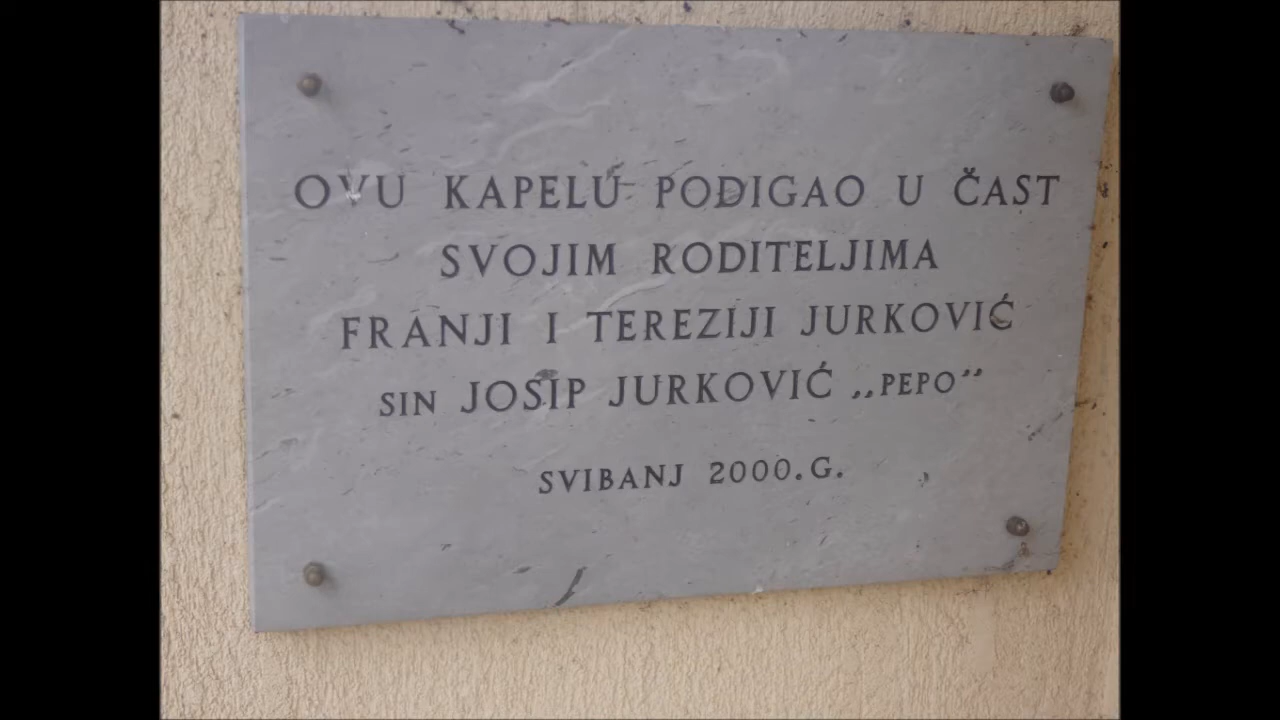 OVU KAPELU PODIGAO U ČAST
SVOJIM RODITELJIMA
FRANJI I TEREZIJI JURKOVIĆ
SIN JOSIP JURKOVIĆ „PEPO”
SVIBANJ 2000.G.